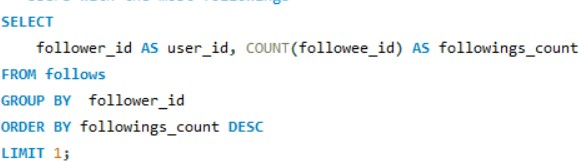 SELECT
follower_id AS user_id, COUNT(followee_id) AS followings_count
FROM follows
GROUP BY follower_id
ORDER BY followings_count DESC
LIMIT 1;